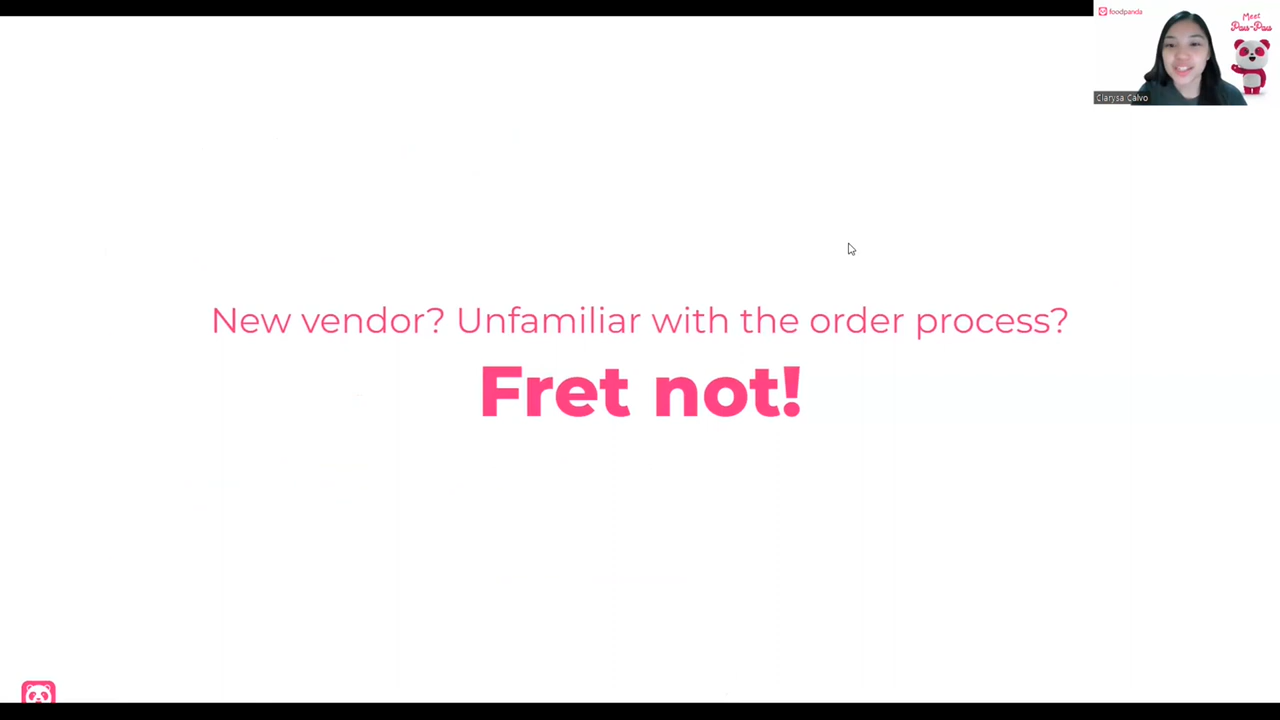 foodpanda
Meet
Pau-Pau
Clarysa Calvo
New vendor? Unfamiliar with the order process?
Fret not!